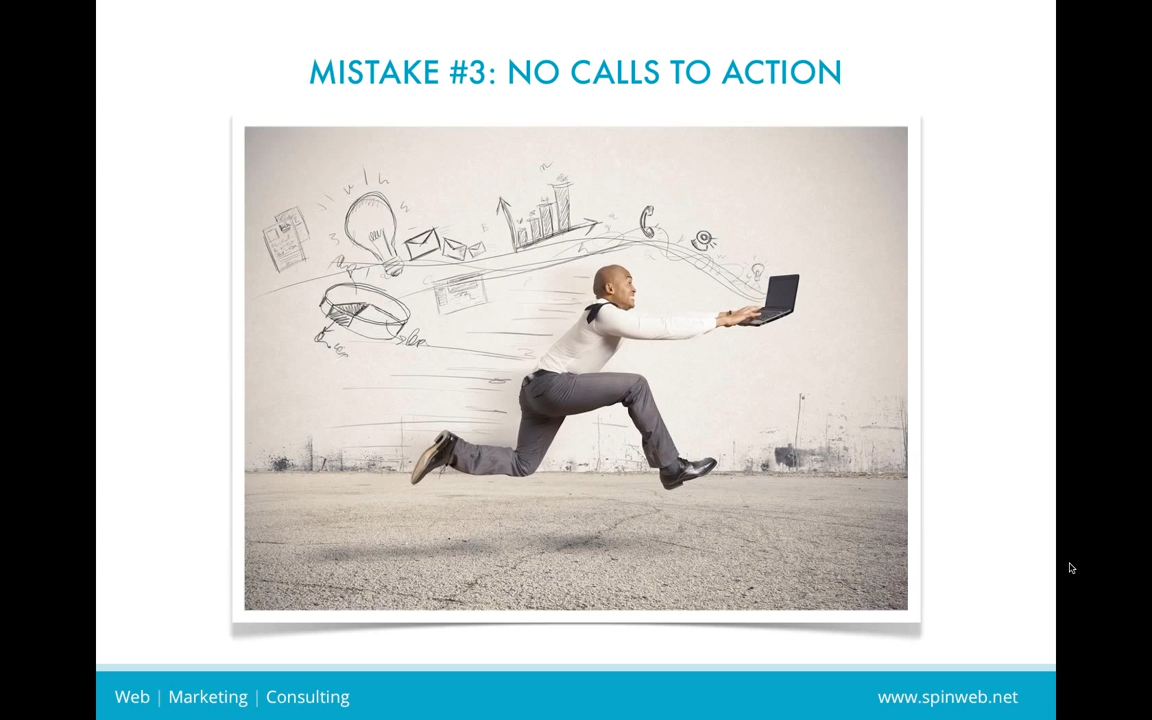 MISTAKE #3: NO CALLS TO ACTION
Web | Marketing | Consulting
www.spinweb.net